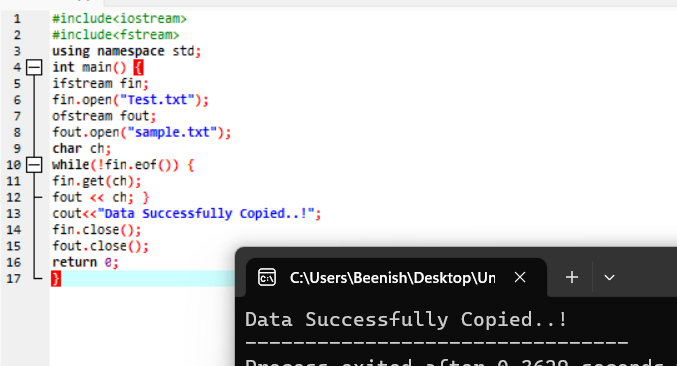 1 #include<iostream>
2 #include<fstream>
3 using namespace std;
4 int main() {
5 ifstream fin;
6 fin.open("Test.txt");
7 ofstream fout;
8 fout.open("sample.txt");
9 char ch;
10 while(!fin.eof()) {
11 fin.get(ch);
12 fout << ch; }
13 cout<<"Data Successfully Copied..!";
14 fin.close();
15 fout.close();
16 return 0;
17 }
C:\Users\Beenish\Desktop\Un
Data Successfully Copied..!
--------------------------------
Process exited after 0.3629 seconds